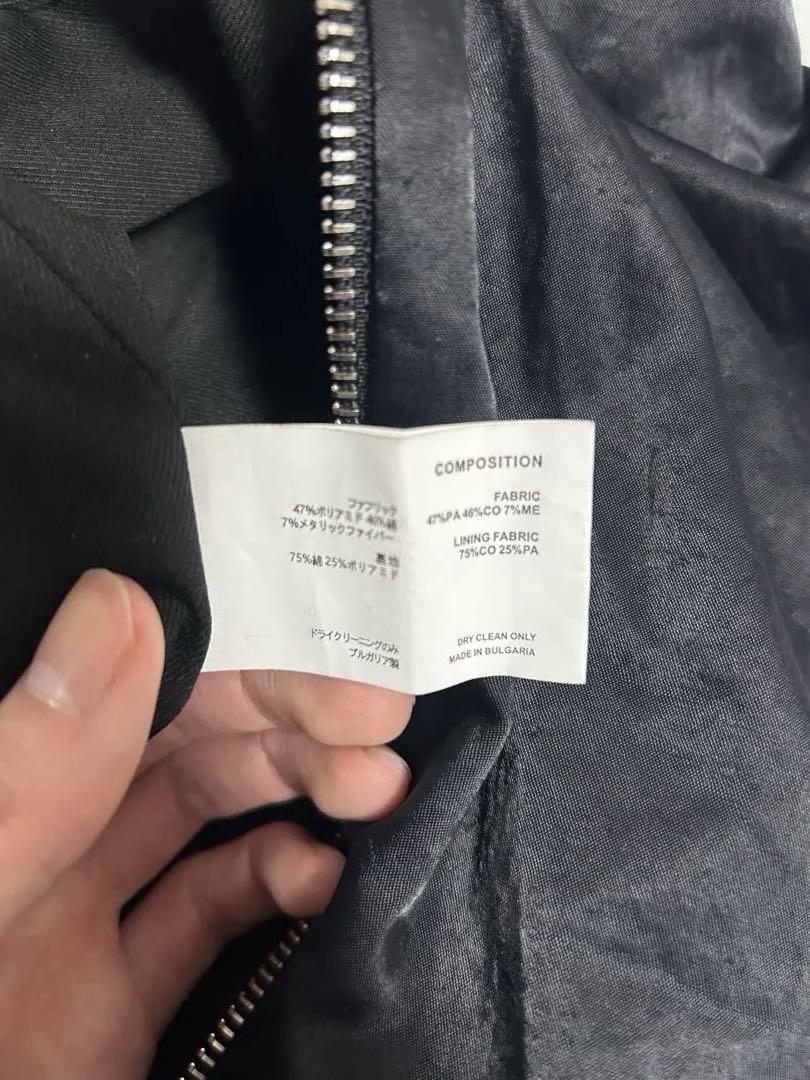 ファブリック
47%ポリアミド 46%綿
7%メタリックファイバー
裏地
75%綿 25%ポリアミド
ドライクリーニングのみ
ブルガリア製
COMPOSITION
FABRIC
47%PA 46%CO 7%ME
LINING FABRIC
75%CO 25%PA
DRY CLEAN ONLY
MADE IN BULGARIA